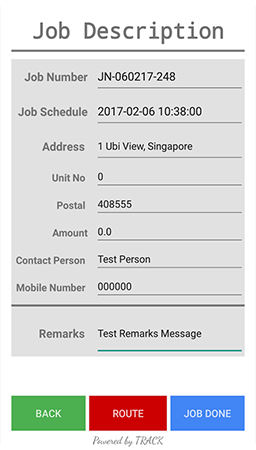 Job Description
Job Number JN-060217-248
Job Schedule 2017-02-06 10:38:00
Address 1 Ubi View, Singapore
Unit No 0
Postal 408555
Amount 0.0
Contact Person Test Person
Mobile Number 000000
Remarks Test Remarks Message
BACK ROUTE JOB DONE
Powered by TRACK